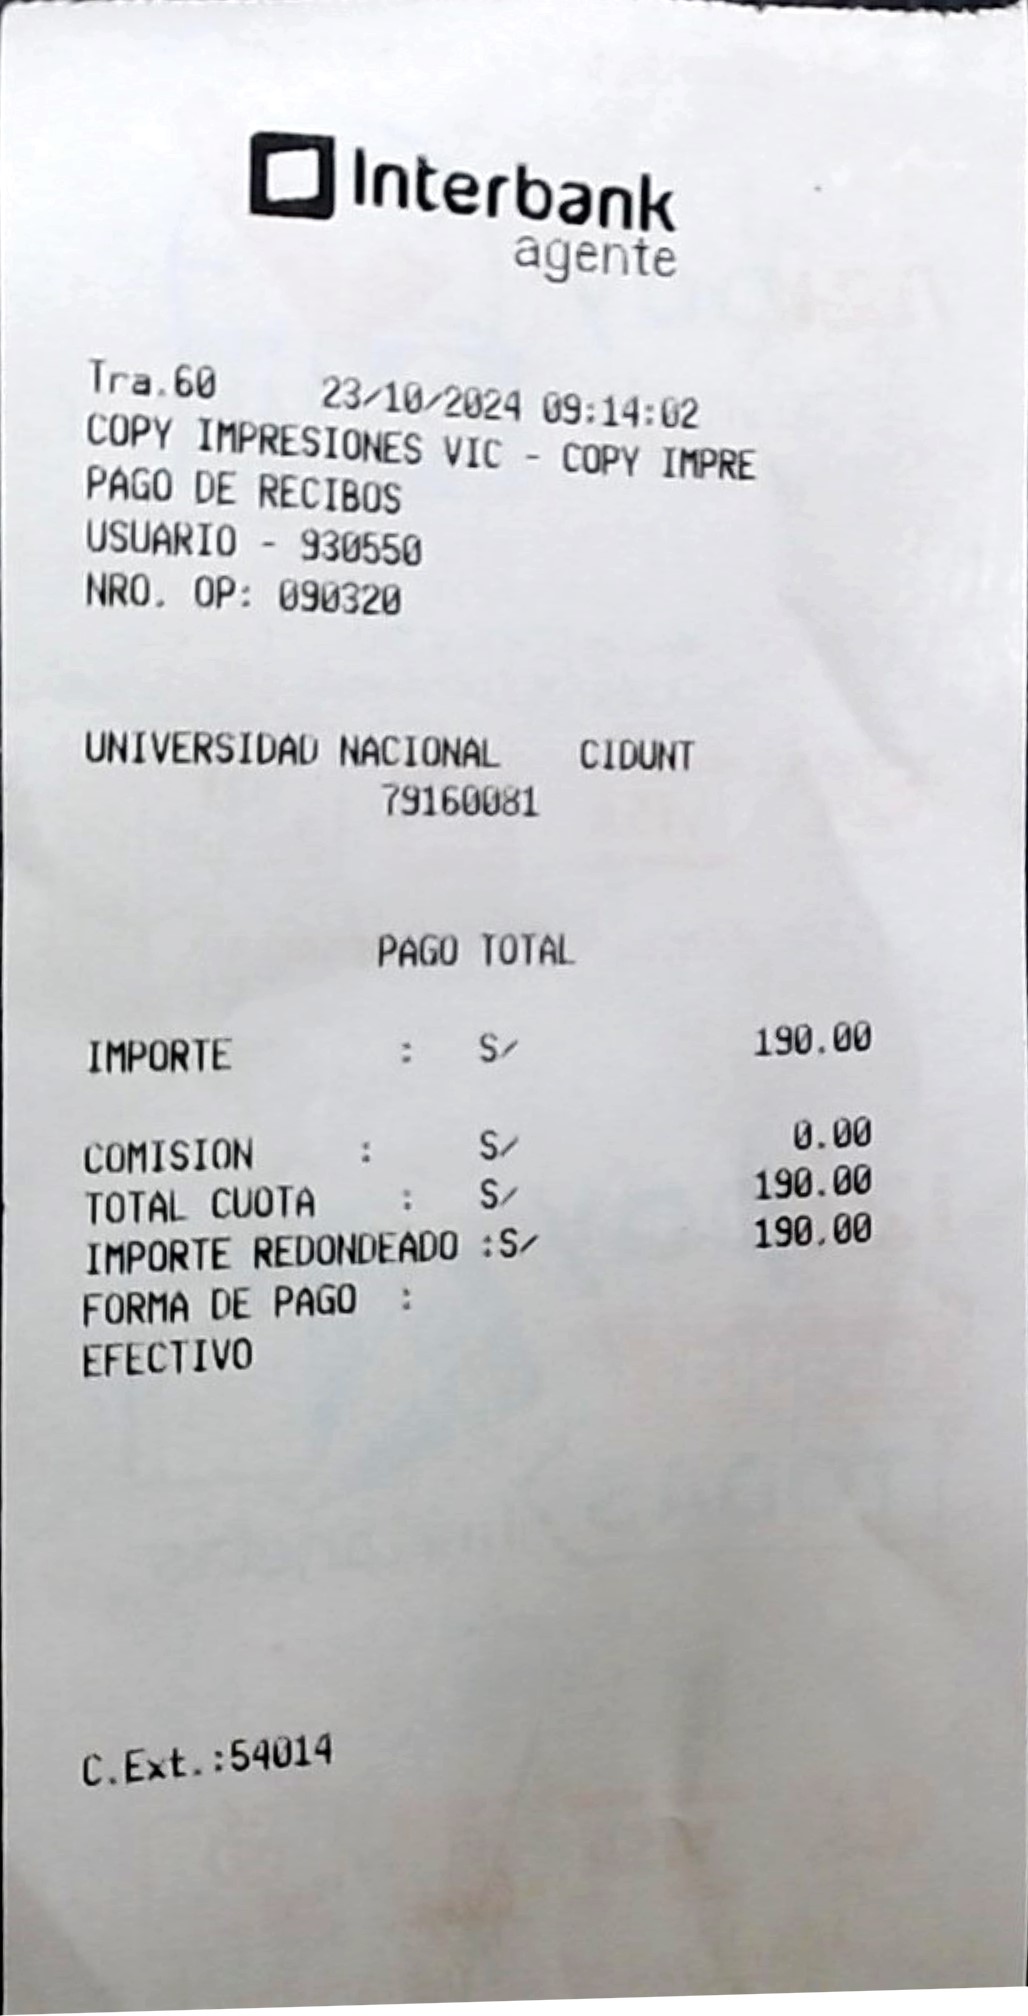 Interbank
agente
Tra.60 23/10/2024 09:14:02
COPY IMPRESIONES VIC - COPY IMPRE
PAGO DE RECIBOS
USUARIO - 930550
NRO. OP: 090320
UNIVERSIDAD NACIONAL CIDUNT
79160081
PAGO TOTAL
IMPORTE : S/ 190.00
COMISION : S/ 0.00
TOTAL CUOTA : S/ 190.00
IMPORTE REDONDEADO :S/ 190.00
FORMA DE PAGO :
EFECTIVO
C.Ext.:54014